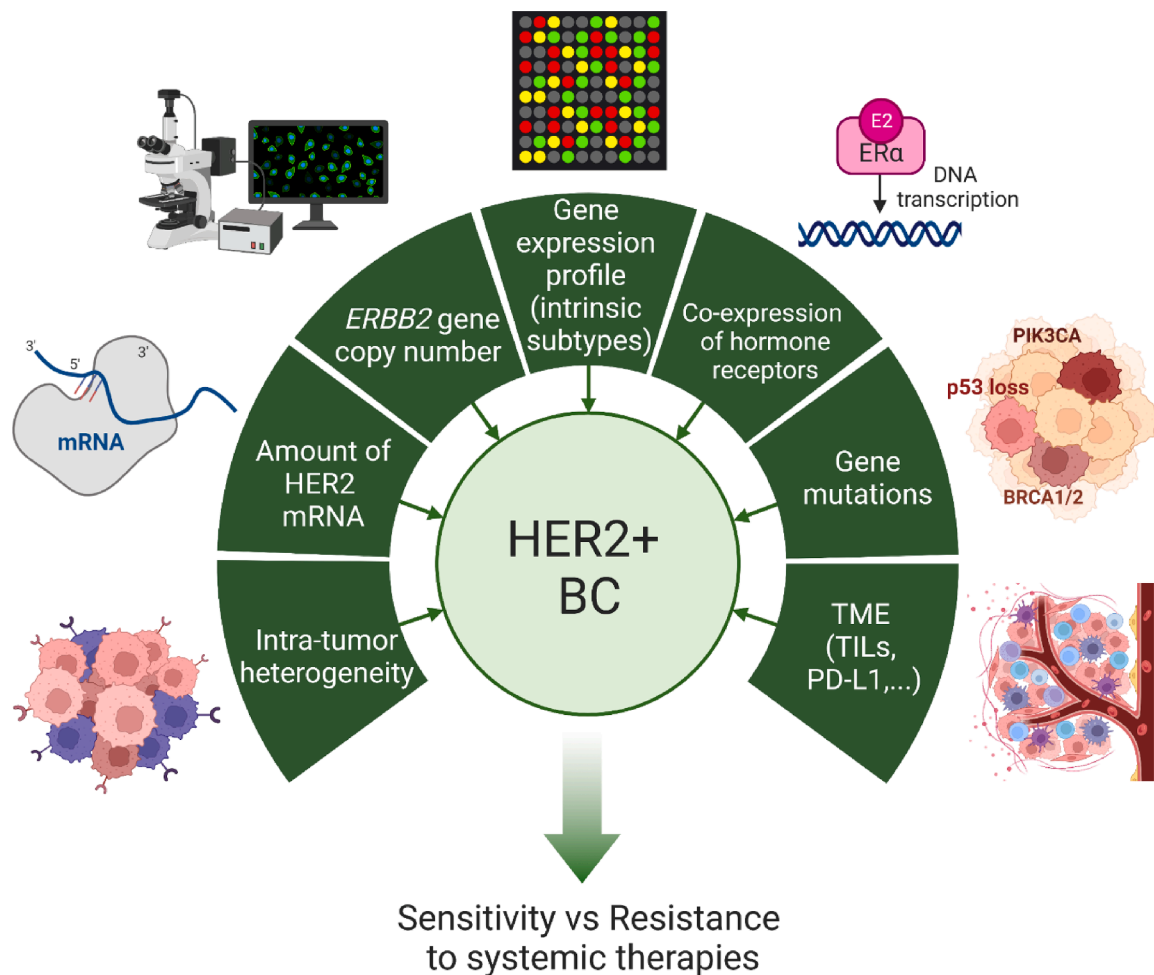 E2
ERα
DNA
transcription
Gene
expression
profile
(intrinsic
subtypes)
ERBB2 gene
copy number
Co-expression
of hormone
receptors
3'
5'
3'
mRNA
PIK3CA
p53 loss
BRCA1/2
Amount of
HER2
mRNA
Gene
mutations
HER2+
BC
Intra-tumor
heterogeneity
TME
(TILs,
PD-L1,...)
Sensitivity vs Resistance
to systemic therapies